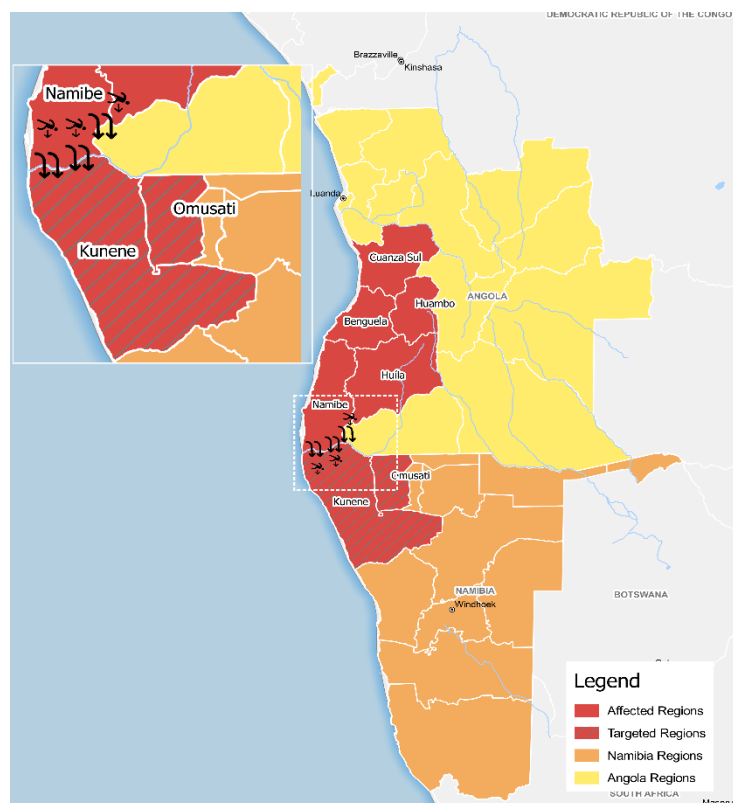 DEMOCRATIC REPUBLIC OF THE CONGO
Brazzaville
Kinshasa
Namibe
Omusati
Kunene
Luanda
Cuanza Sul
ANGOLA
Huambo
Benguela
Huila
Namibe
Omusati
Kunene
NAMIBIA
Windhoek
BOTSWANA
Legend
Affected Regions
Targeted Regions
Namibia Regions
Angola Regions
SOUTH AFRICA